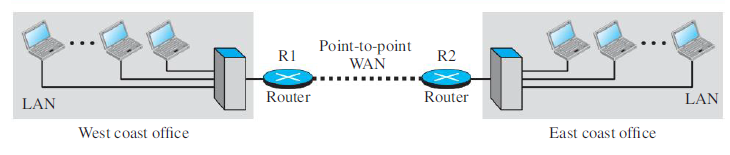 LAN
West coast office
R1
Router
Point-to-point
WAN
R2
Router
LAN
East coast office